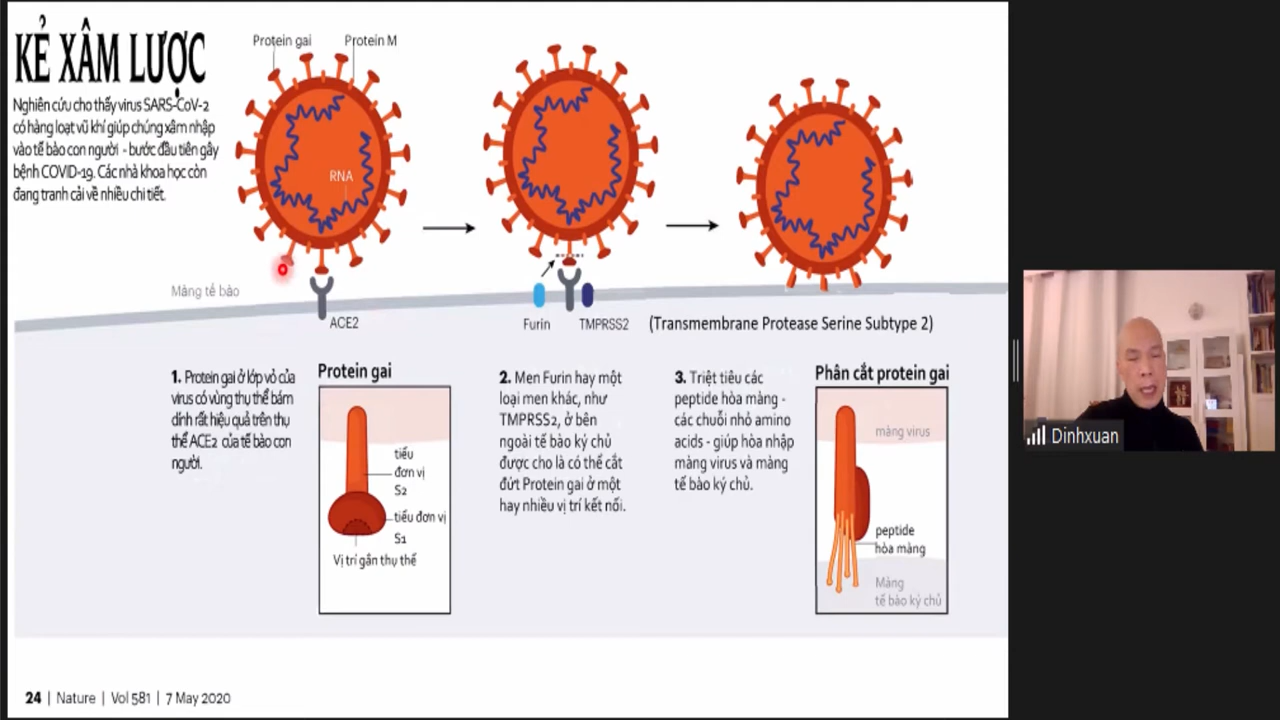 KẺ XÂM LƯỢC
Nghiên cứu cho thấy virus SARS-CoV-2
có hàng loạt vũ khí giúp chúng xâm nhập
vào tế bào con người - bước đầu tiên gây
bệnh COVID-19. Các nhà khoa học còn
đang tranh cải về nhiều chi tiết.
Protein gai
Protein M
RNA
Màng tế bào
ACE2
Furin
TMPRSS2
(Transmembrane Protease Serine Subtype 2)
1. Protein gai ở lớp vỏ của
virus có vùng thụ thể bám
dính rất hiệu quả trên thụ
thể ACE2 của tế bào con
người.
Protein gai
tiểu
đơn vị
S2
tiểu đơn vị
S1
Vị trí gắn thụ thể
2. Men Furin hay một
loại men khác, như
TMPRSS2, ở bên
ngoài tế bào ký chủ
được cho là có thể cắt
đứt Protein gai ở một
hay nhiều vị trí kết nối.
3. Triệt tiêu các
peptide hòa màng -
các chuỗi nhỏ amino
acids - giúp hòa nhập
màng virus và màng
tế bào ký chủ.
Phân cắt protein gai
màng virus
peptide
hòa màng
Màng
tế bào ký chủ
24 | Nature | Vol 581 | 7 May 2020
Dinhxuan